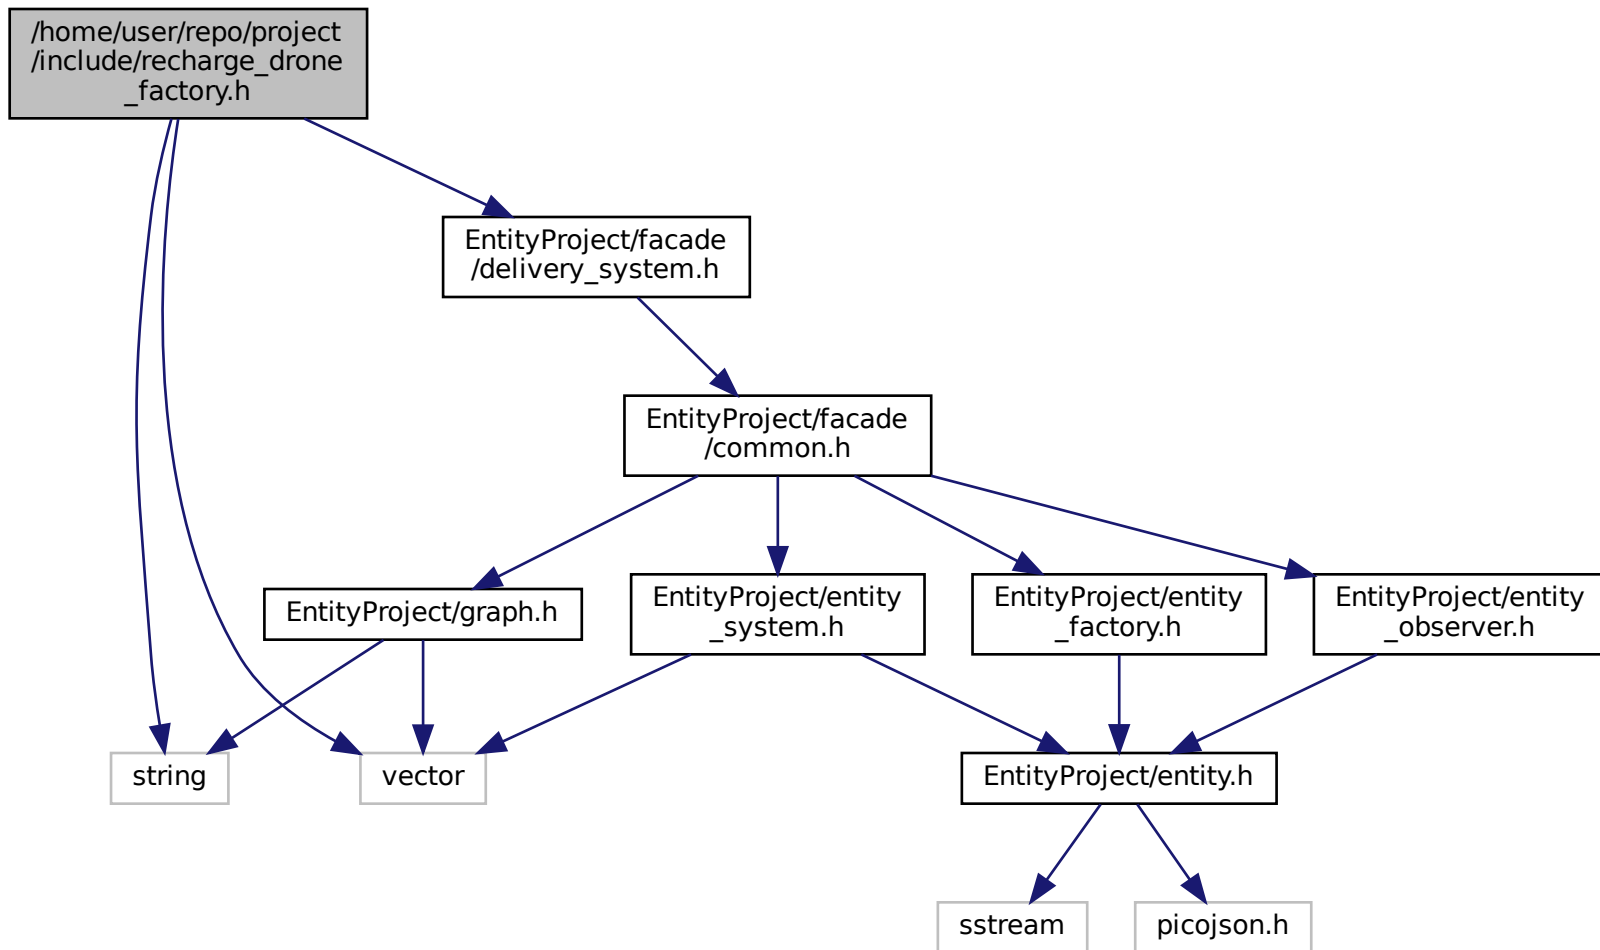 /home/user/repo/project
/include/recharge_drone
_factory.h
EntityProject/facade
/delivery_system.h
EntityProject/facade
/common.h
EntityProject/graph.h
EntityProject/entity
_system.h
EntityProject/entity
_factory.h
EntityProject/entity
_observer.h
string
vector
EntityProject/entity.h
sstream
picojson.h